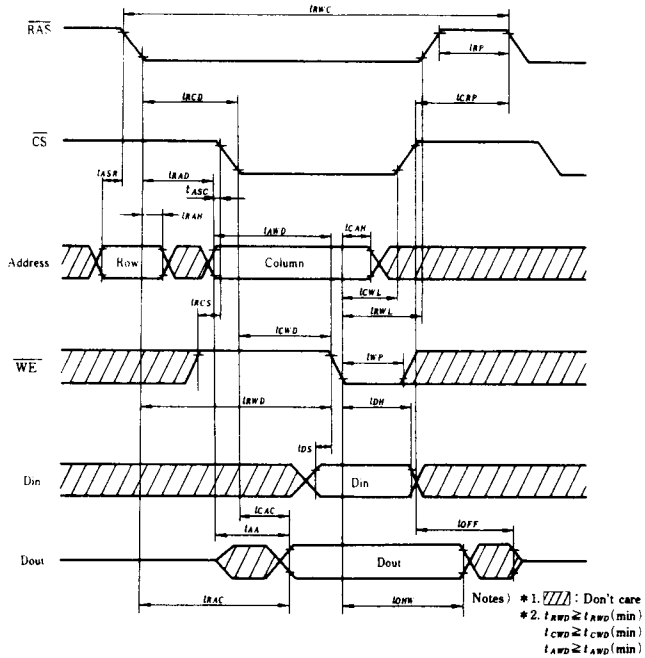 tRWC
RAS
tRP
tRCD
tCRP
CS
tASR
tRAD
tASC
tRAH
tAWD
tCAH
Address
Row
Column
tCWL
tRCS
tRWL
tCWD
tWP
WE
tRWD
tDH
tDS
Din
Din
tCAC
tAA
tOFF
Dout
Dout
tRAC
tOHW
Notes) *1. : Don't care
*2. tRWD ≧ tRWD (min)
tCWD ≧ tCWD (min)
tAWD ≧ tAWD (min)